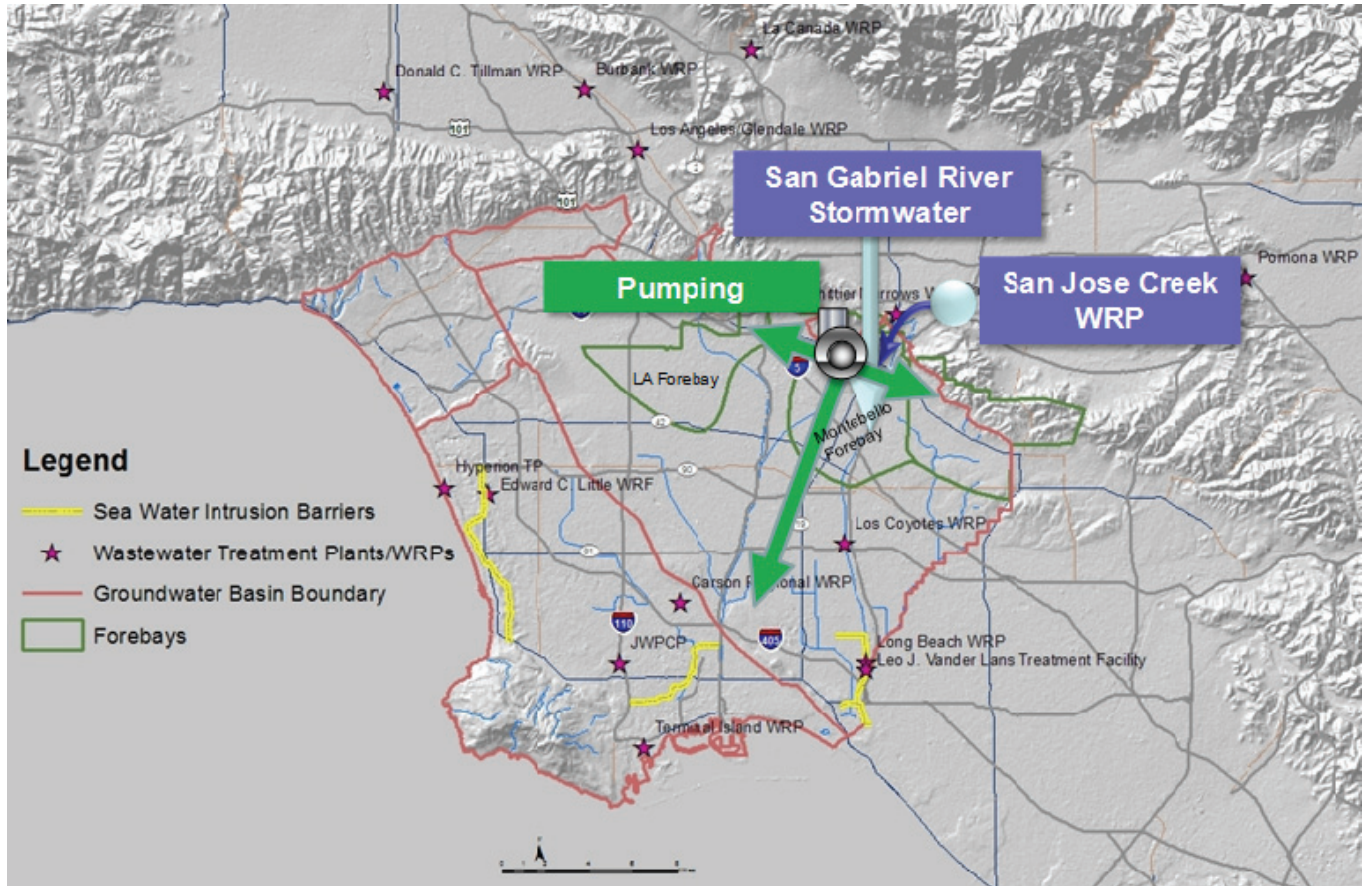 La Canada WRP
Donald C. Tillman WRP
Burbank WRP
101
Los Angeles/Glendale WRP
San Gabriel River
Stormwater
101
Pomona WRP
San Jose Creek
WRP
Pumping
5
LA Forebay
Montebello
Forebay
42
90
Legend
Hyperion TP
Edward C. Little WRF
Sea Water Intrusion Barriers
19
Los Coyotes WRP
Wastewater Treatment Plants/WRPs
91
Groundwater Basin Boundary
Forebays
110
405
JWPCP
Long Beach WRP
Leo J. Vander Lans Treatment Facility
Terminal Island WRP